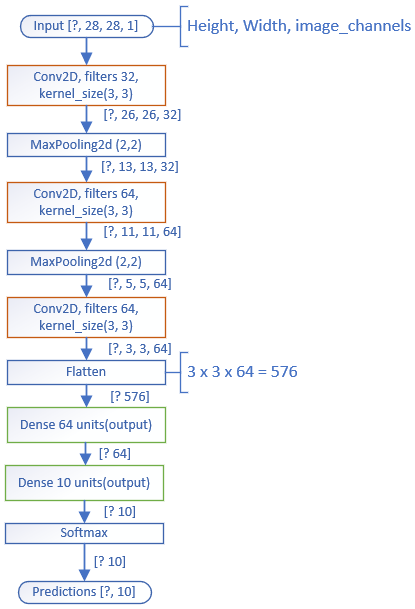 Input [?, 28, 28, 1]
Height, Width, image_channels
Conv2D, filters 32,
kernel_size(3, 3)
[?, 26, 26, 32]
MaxPooling2d (2,2)
[?, 13, 13, 32]
Conv2D, filters 64,
kernel_size(3, 3)
[?, 11, 11, 64]
MaxPooling2d (2,2)
[?, 5, 5, 64]
Conv2D, filters 64,
kernel_size(3, 3)
[?, 3, 3, 64]
Flatten
3 x 3 x 64 = 576
[? 576]
Dense 64 units(output)
[? 64]
Dense 10 units(output)
[? 10]
Softmax
[? 10]
Predictions [?, 10]